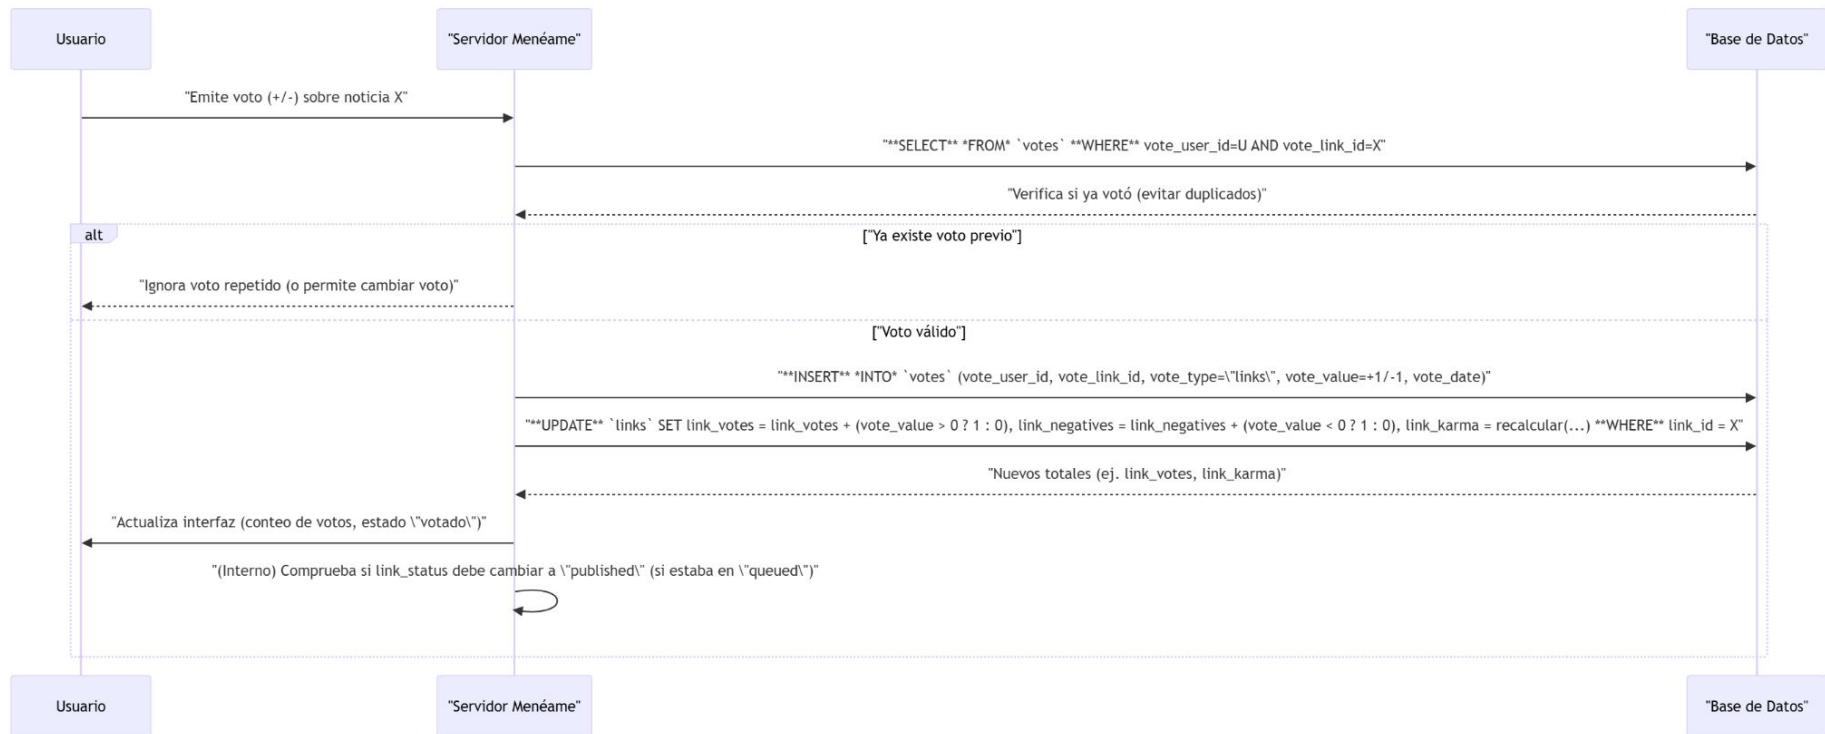 Usuario
"Servidor Menéame"
"Base de Datos"
"Emite voto (+/-) sobre noticia X"
"**SELECT** *FROM* `votes` **WHERE** vote_user_id=U AND vote_link_id=X"
"Verifica si ya votó (evitar duplicados)"
alt
["Ya existe voto previo"]
"Ignora voto repetido (o permite cambiar voto)"
["Voto válido"]
"**INSERT** *INTO* `votes` (vote_user_id, vote_link_id, vote_type=\"links\", vote_value=+1/-1, vote_date)"
"**UPDATE** `links` SET link_votes = link_votes + (vote_value > 0 ? 1 : 0), link_negatives = link_negatives + (vote_value < 0 ? 1 : 0), link_karma = recalcular(...) **WHERE** link_id = X"
"Nuevos totales (ej. link_votes, link_karma)"
"Actualiza interfaz (conteo de votos, estado \"votado\")"
"(Interno) Comprueba si link_status debe cambiar a \"published\" (si estaba en \"queued\")"
Usuario
"Servidor Menéame"
"Base de Datos"